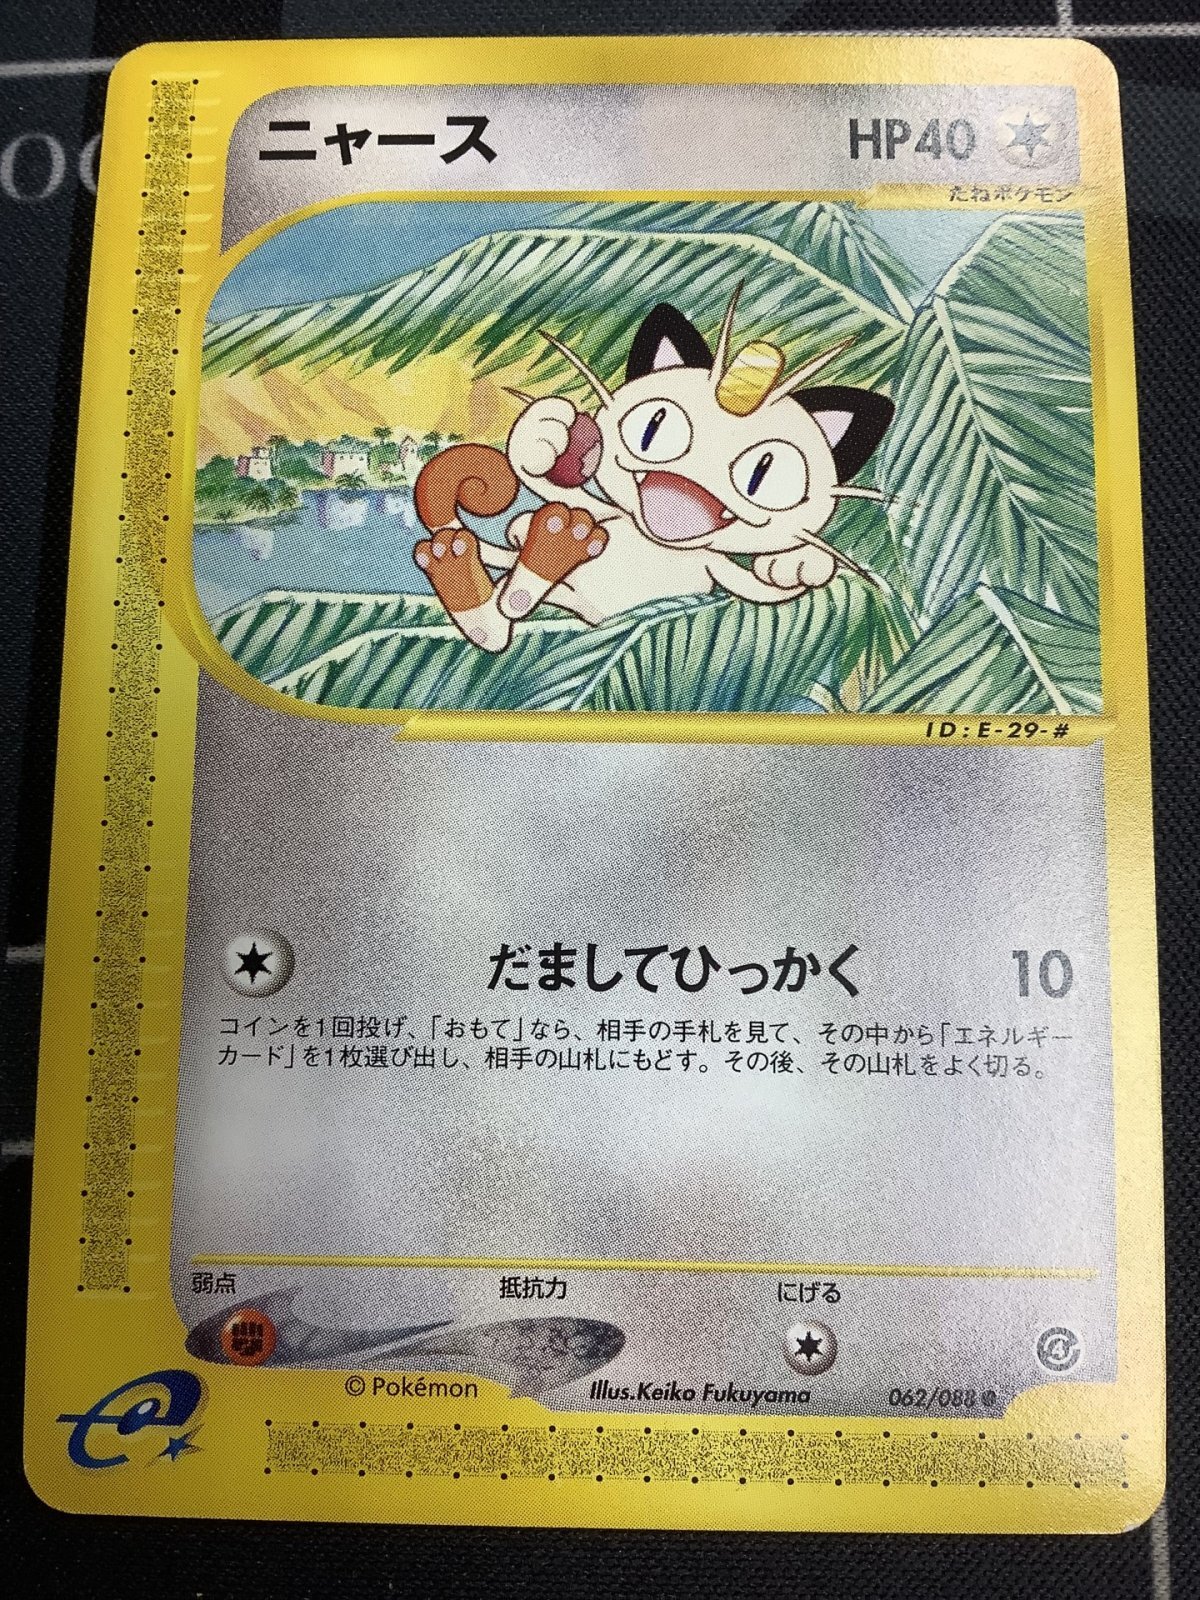 ニャース
HP40
たねポケモン
ID:E-29-#
だましてひっかく
10
コインを1回投げ、「おもて」なら、相手の手札を見て、その中から「エネルギー
カード」を1枚選び出し、相手の山札にもどす。その後、その山札をよく切る。
弱点
抵抗力
にげる
© Pokémon
Illus.Keiko Fukuyama
062/088 ●
e